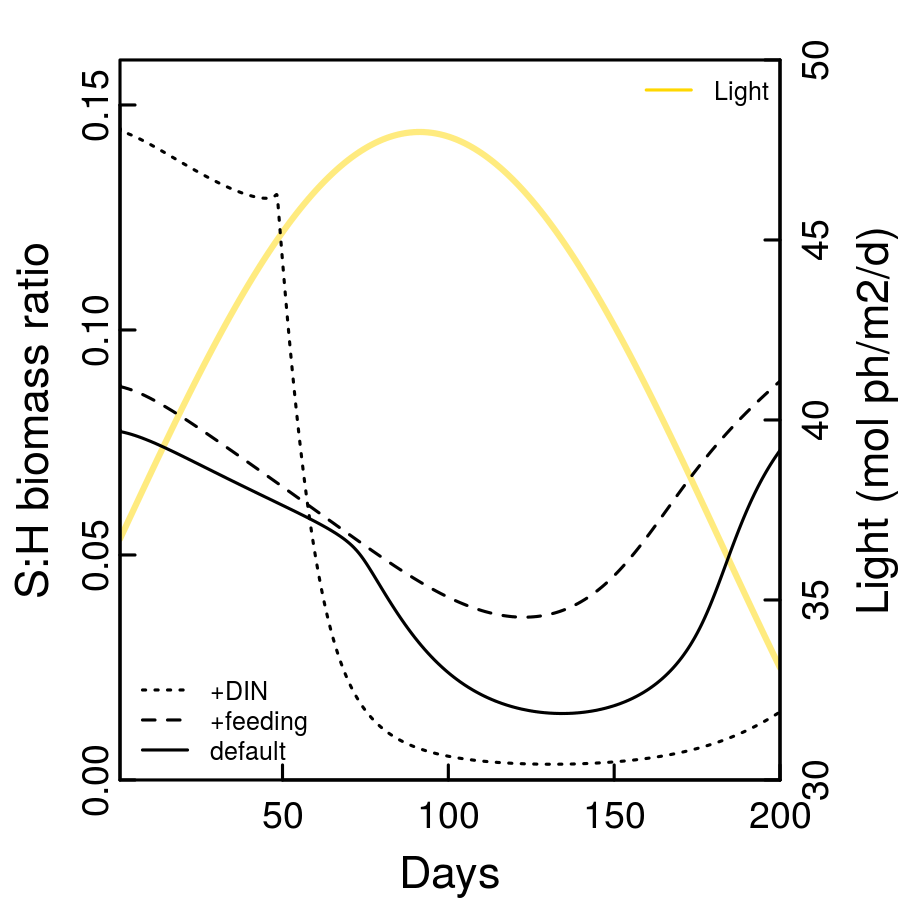 Light
50
45
40
35
30
Light (mol ph/m2/d)
0.15
0.10
0.05
0.00
S:H biomass ratio
+DIN
+feeding
default
50
100
150
200
Days